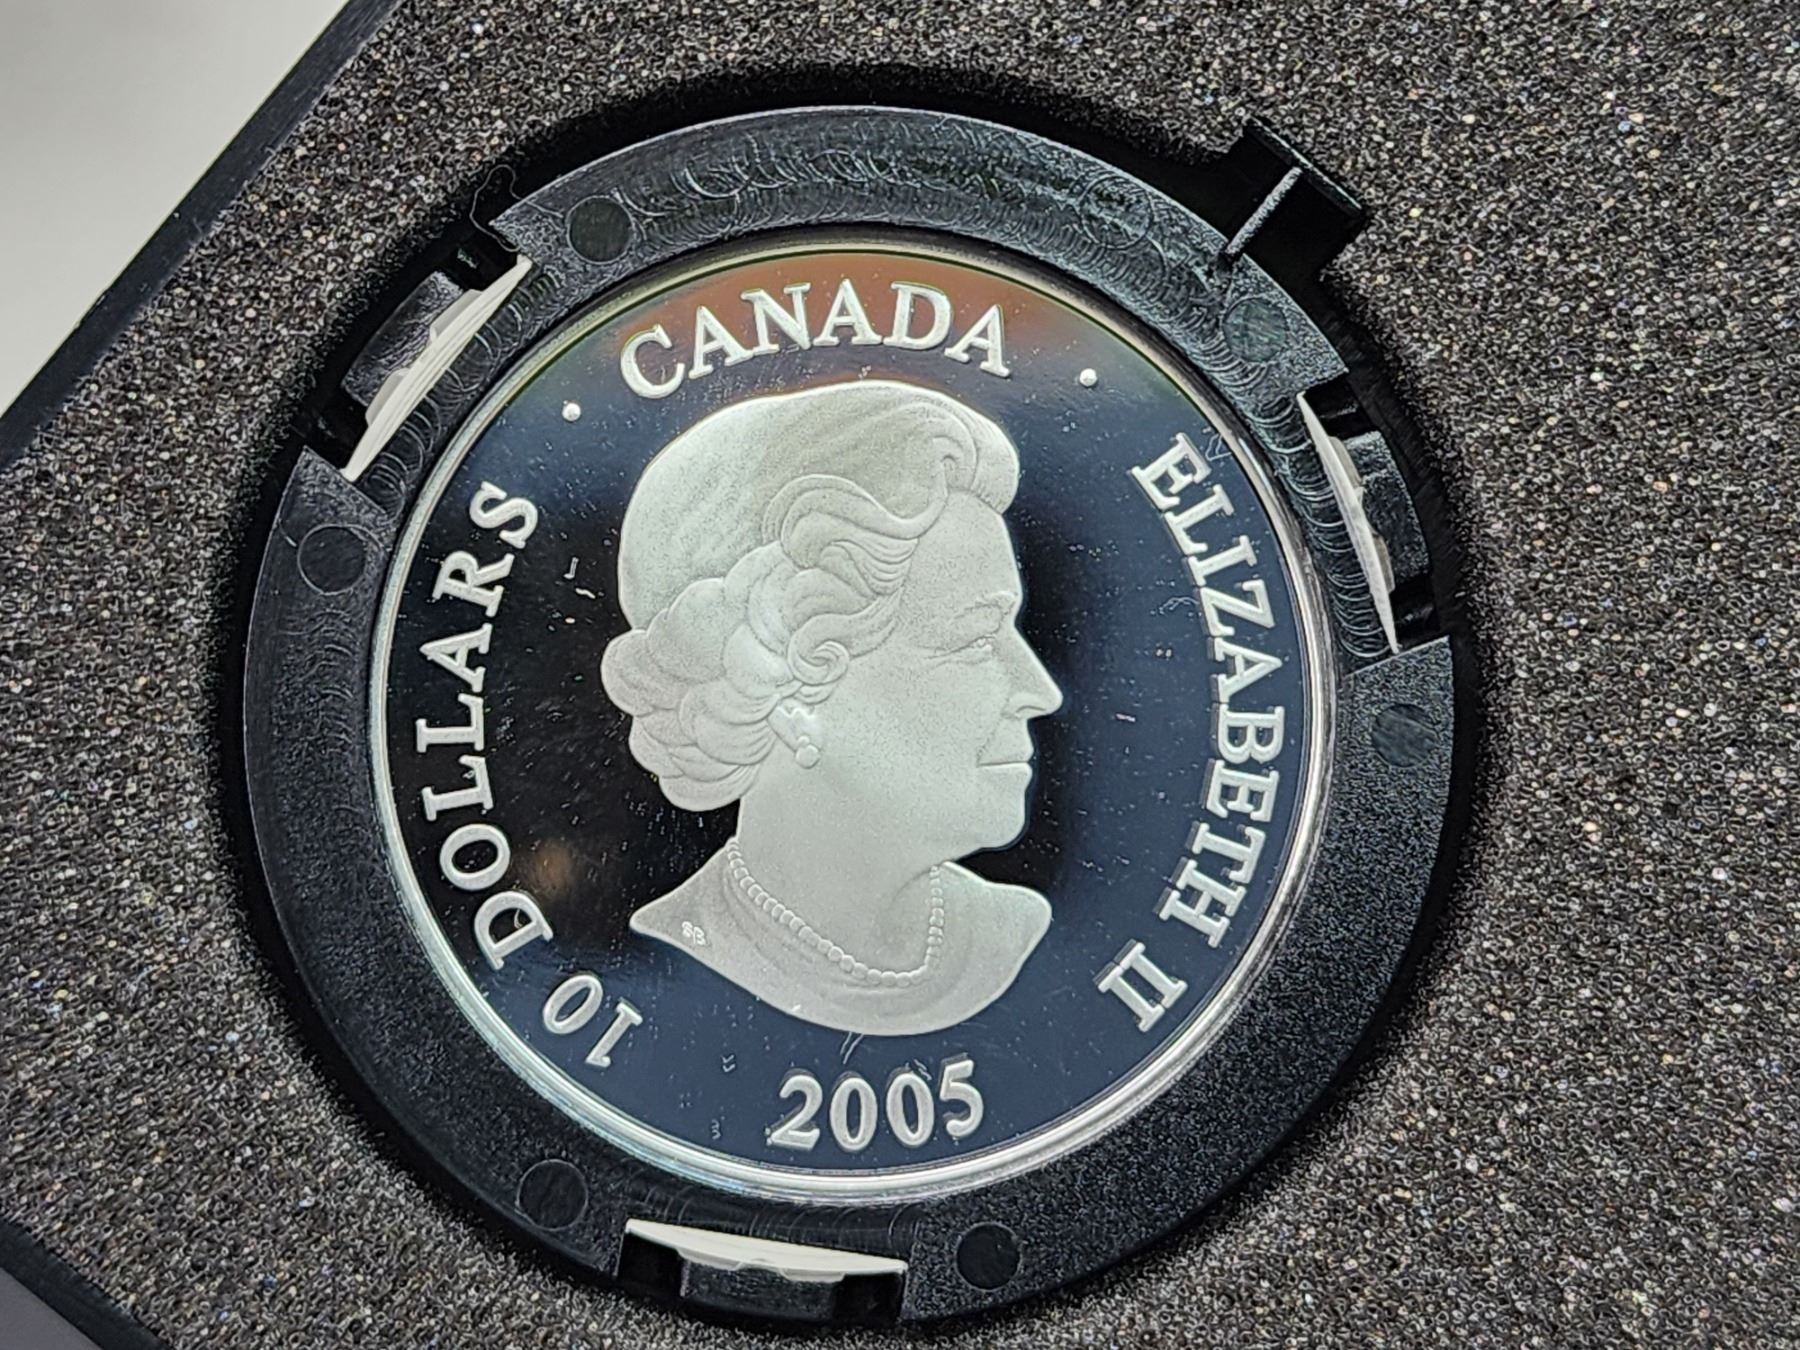 CANADA
ELIZABETH II
2005
10 DOLLARS
SB